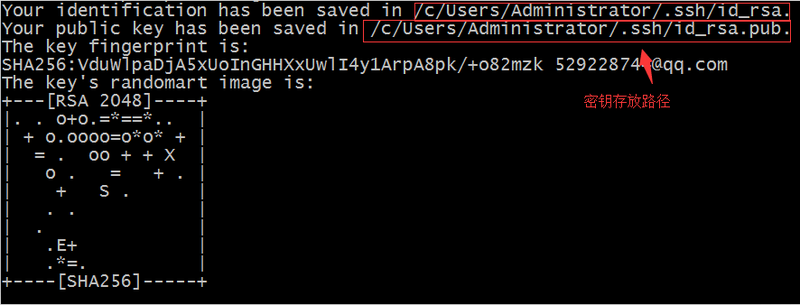 Your identification has been saved in /c/Users/Administrator/.ssh/id_rsa.
Your public key has been saved in /c/Users/Administrator/.ssh/id_rsa.pub.
The key fingerprint is:
SHA256:VduWlpaDjA5xUoInGHHXxUwlI4y1ArpA8pk/+o82mzk 52922874@qq.com
The key's randomart image is:
密钥存放路径
+---[RSA 2048]----+
|. . o+o.=*==*..  |
| + o.oooo=o*o* + |
|  = .  oo + + X  |
|   o .   =   + . |
|    +   S .      |
|   . .           |
|  .              |
|   .E+           |
|   .*=.          |
+----[SHA256]-----+